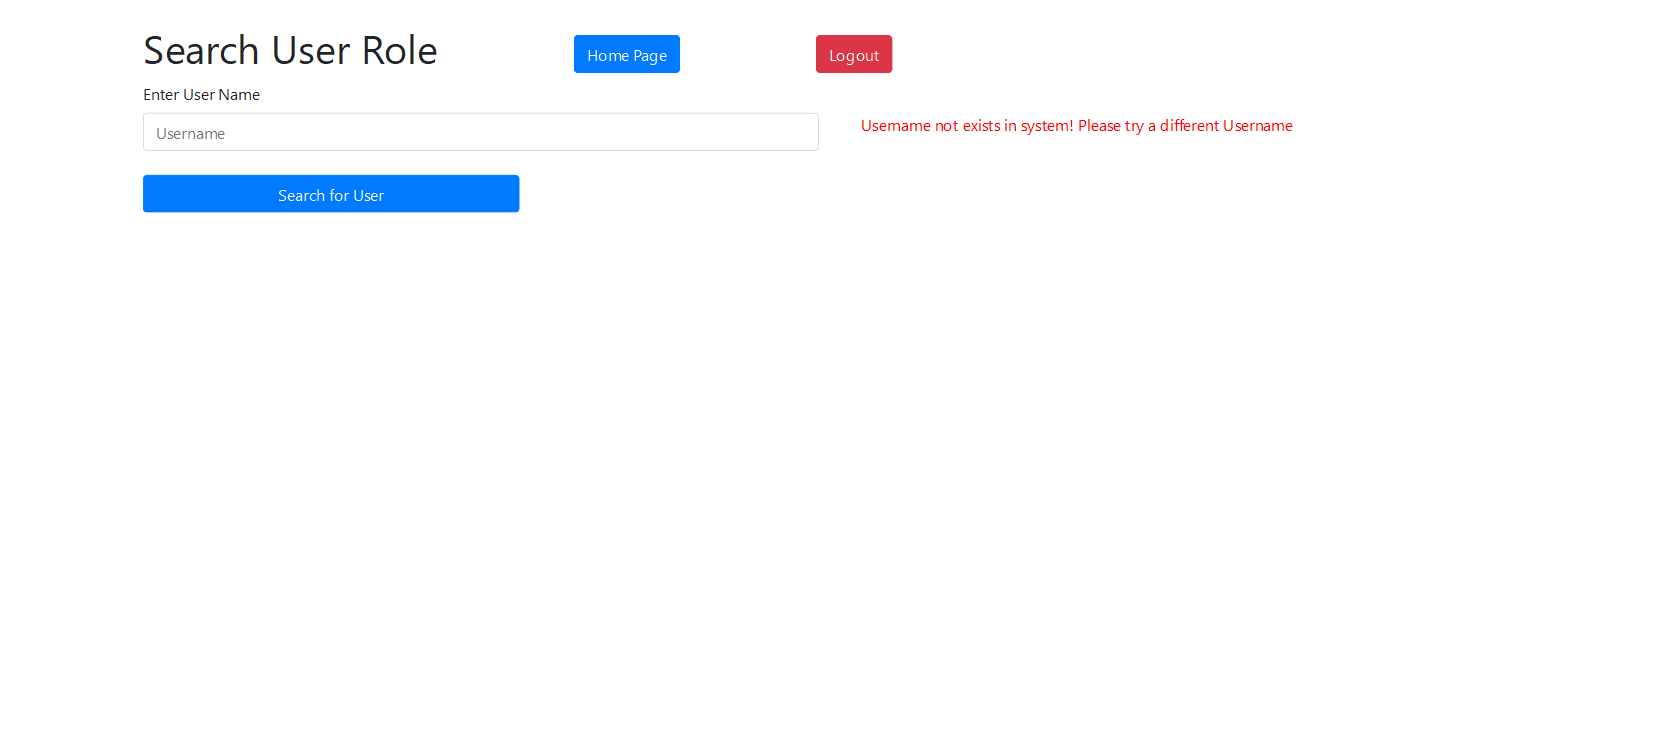 Search User Role
Home Page
Logout
Enter User Name
Username
Username not exists in system! Please try a different Username
Search for User